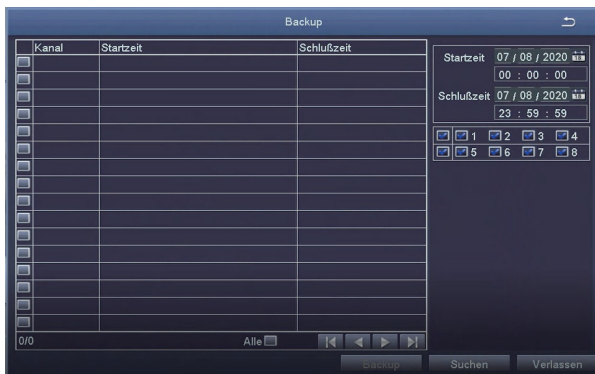 Backup
Kanal Startzeit Schlußzeit
Startzeit 07 / 08 / 2020
00 : 00 : 00
Schlußzeit 07 / 08 / 2020
23 : 59 : 59
1 2 3 4
5 6 7 8
0/0 Alle
Backup Suchen Verlassen